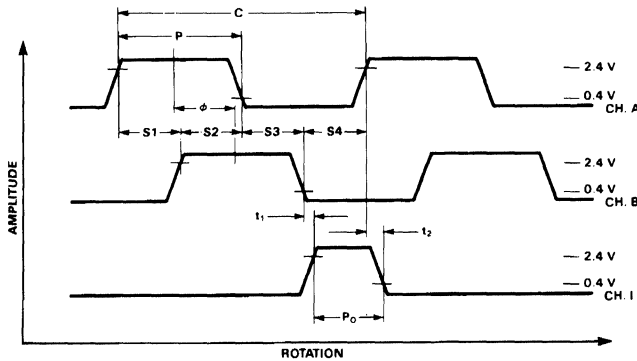 C
P
2.4 V
0.4 V
CH. A
ϕ
S1 S2 S3 S4
2.4 V
0.4 V
CH. B
AMPLITUDE
t1
t2
2.4 V
0.4 V
CH. I
P0
ROTATION